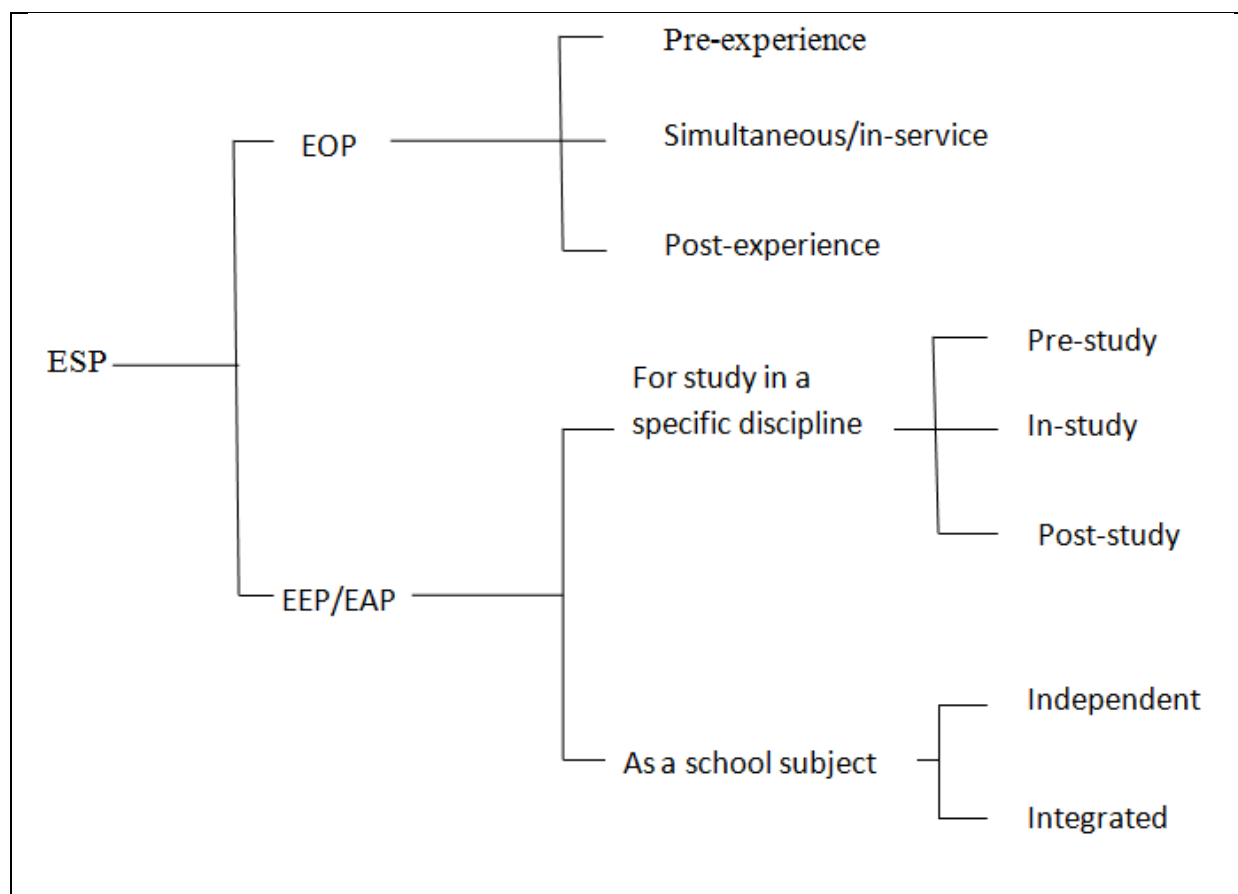 Pre-experience
EOP
Simultaneous/in-service
Post-experience
ESP
For study in a
specific discipline
Pre-study
In-study
Post-study
EEP/EAP
As a school subject
Independent
Integrated